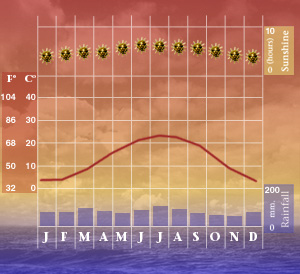 10
0 (hours)
Sunshine
F° C°
104 40
86 30
68 20
50 10
32 0
200
mm.
0
Rainfall
J F M A M J J A S O N D